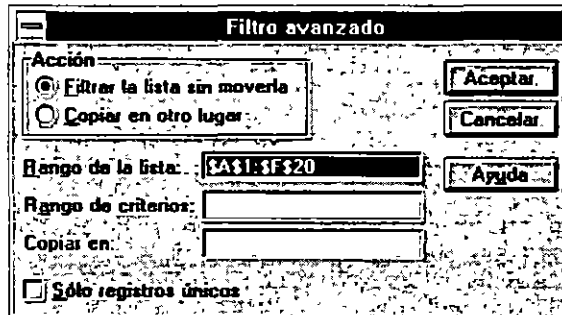 Filtro avanzado
Acción
Filtrar la lista sin moverla
Copiar en otro lugar
Aceptar
Cancelar
Rango de la lista: $A$1:$F$20
Ayuda
Rango de criterios:
Copiar en:
Sólo registros únicos